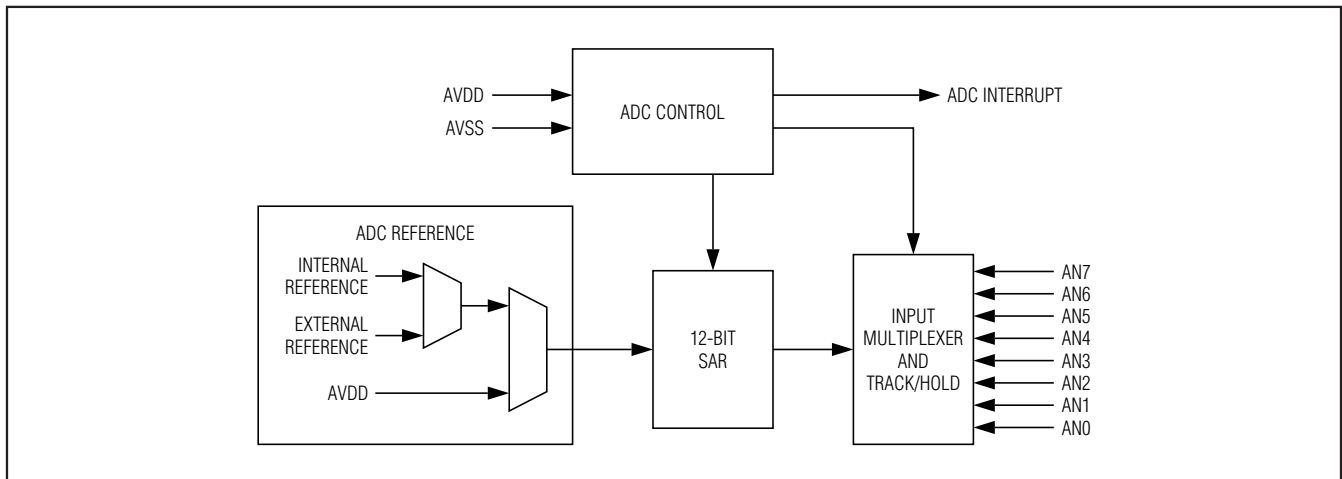 AVDD
AVSS
ADC CONTROL
ADC INTERRUPT
ADC REFERENCE
INTERNAL
REFERENCE
EXTERNAL
REFERENCE
AVDD
12-BIT
SAR
INPUT
MULTIPLEXER
AND
TRACK/HOLD
AN7
AN6
AN5
AN4
AN3
AN2
AN1
AN0